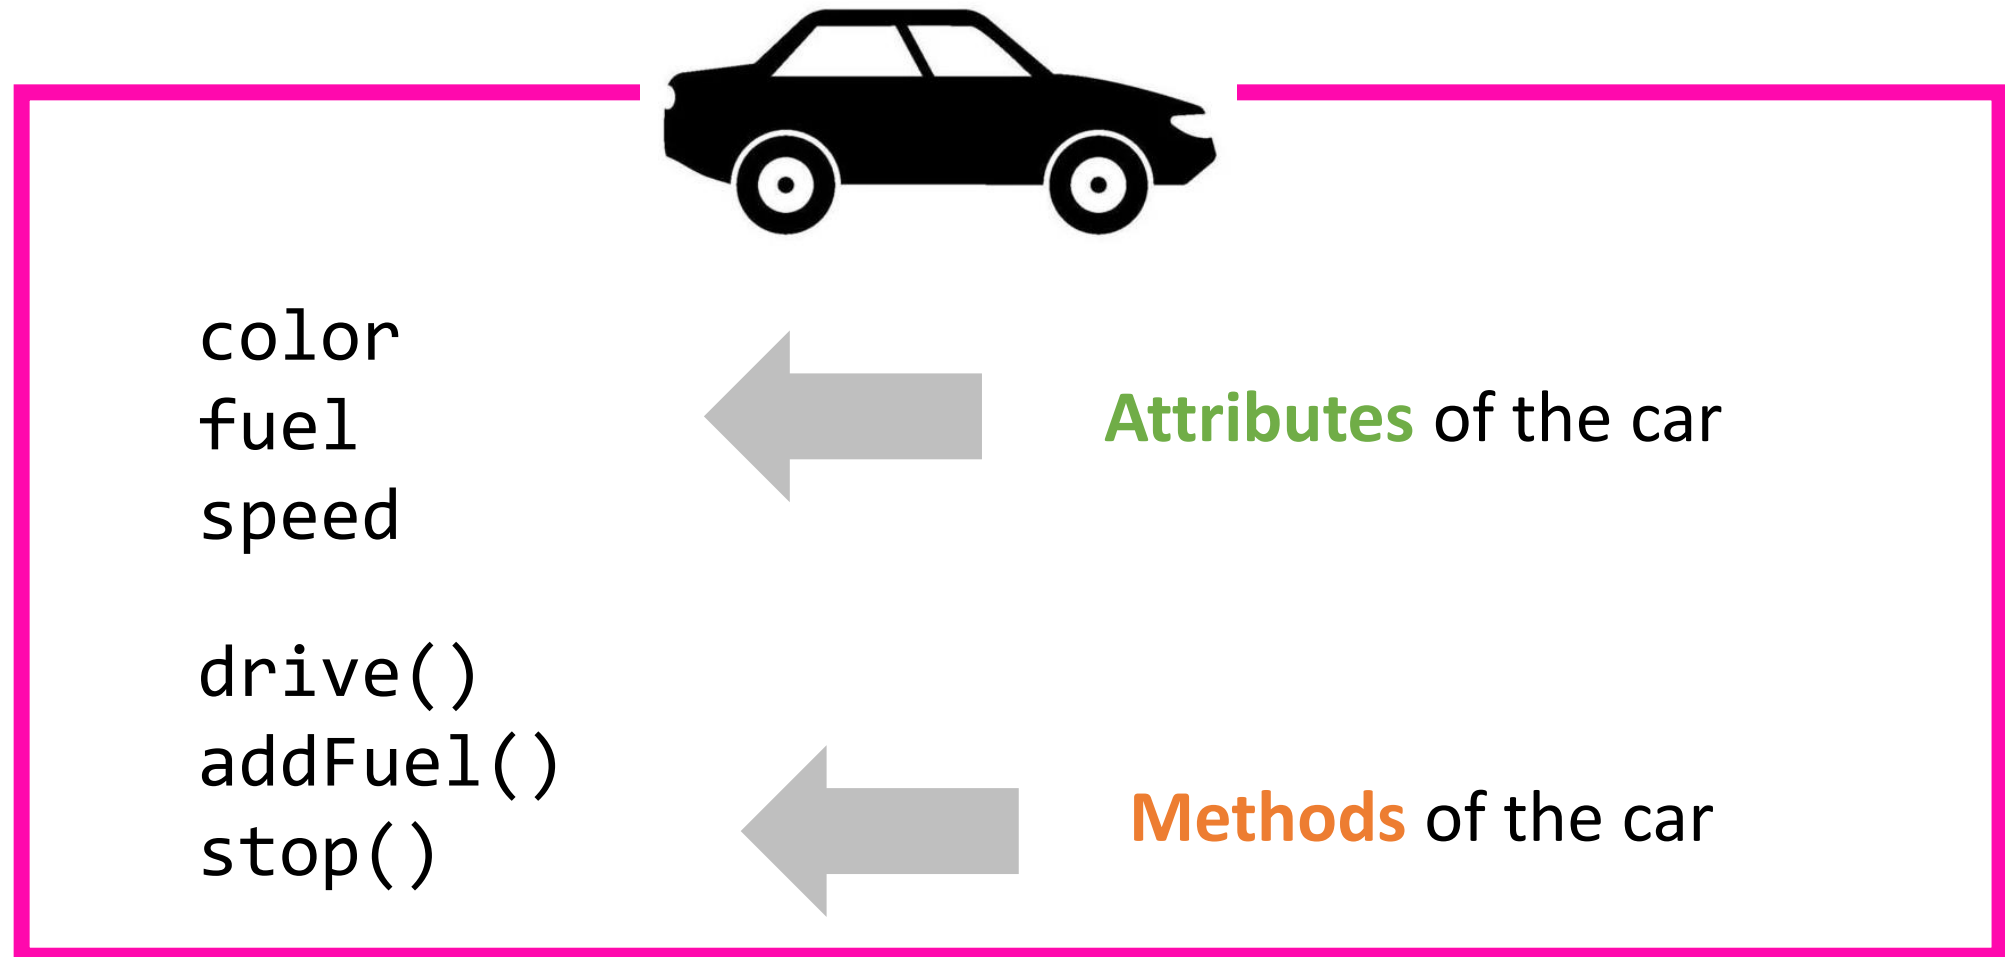 color
fuel
speed
Attributes of the car
drive()
addFuel()
stop()
Methods of the car